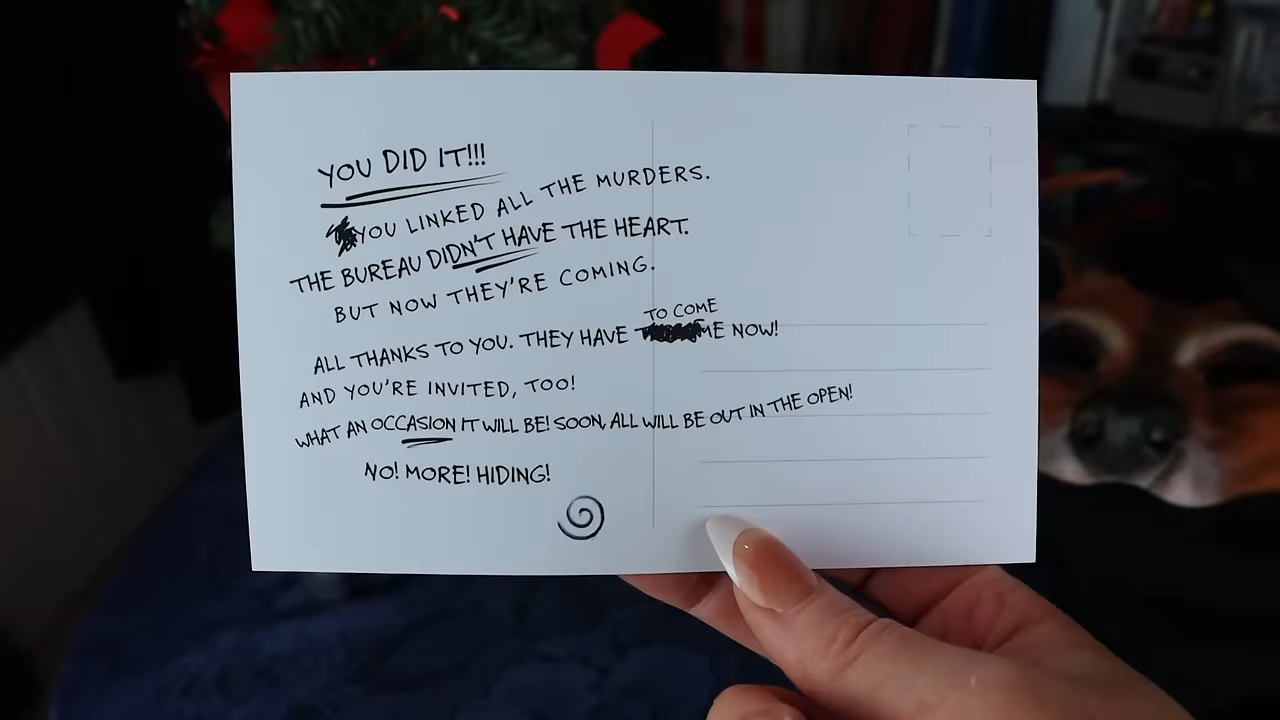 YOU DID IT!!!
YOU LINKED ALL THE MURDERS.
THE BUREAU DIDN'T HAVE THE HEART.
BUT NOW THEY'RE COMING.
TO COME
ALL THANKS TO YOU. THEY HAVE ME NOW!
AND YOU'RE INVITED, TOO!
WHAT AN OCCASION IT WILL BE! SOON, ALL WILL BE OUT IN THE OPEN!
NO! MORE! HIDING!